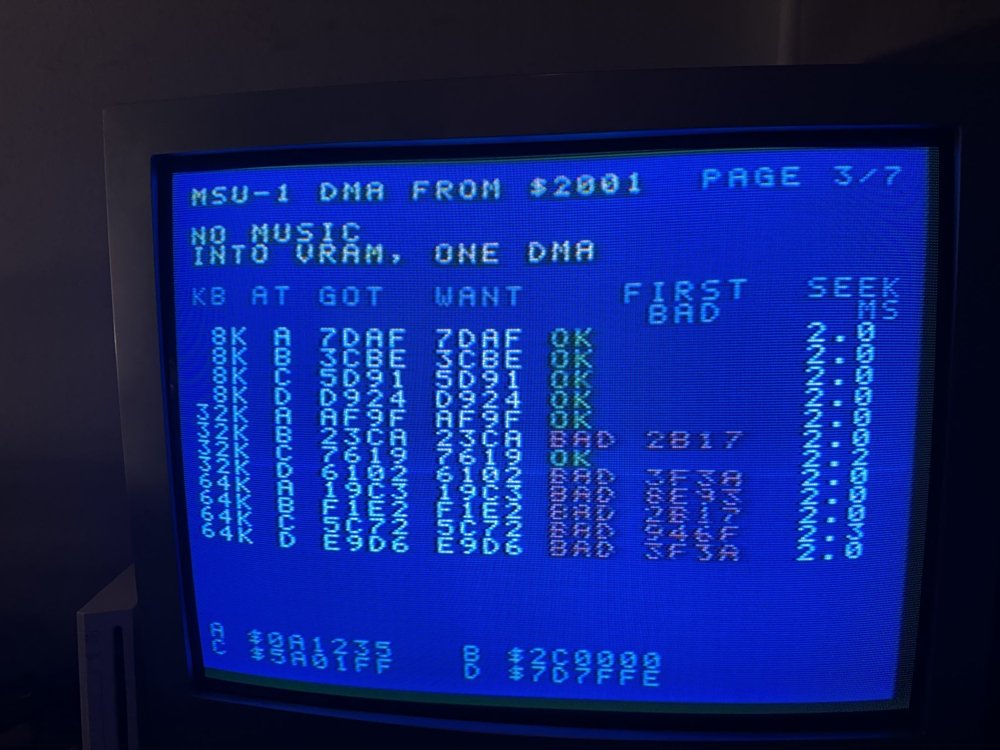 MSU-1 DMA FROM $2001 PAGE 3/7
NO MUSIC
INTO VRAM, ONE DMA
KB AT GOT WANT FIRST BAD SEEK MS
8K A 7DAF 7DAF OK 2.0
8K B 3CBE 3CBE OK 2.0
8K C 5D91 5D91 OK 2.0
8K D D924 D924 OK 2.0
32K A AF9F AF9F OK 2.0
32K B 23CA 23CA BAD 2B17 2.0
32K C 7619 7619 OK 2.2
32K D 6102 6102 BAD 3F3A 2.0
64K A 19C3 19C3 BAD 8E93 2.0
64K B F1E2 F1E2 BAD 2B17 2.0
64K C 5C72 5C72 BAD 946F 2.3
64K D E9D6 E9D6 BAD 3F3A 2.0
A $0A1235 B $2C0000
C $5A01FF D $7D7FFE